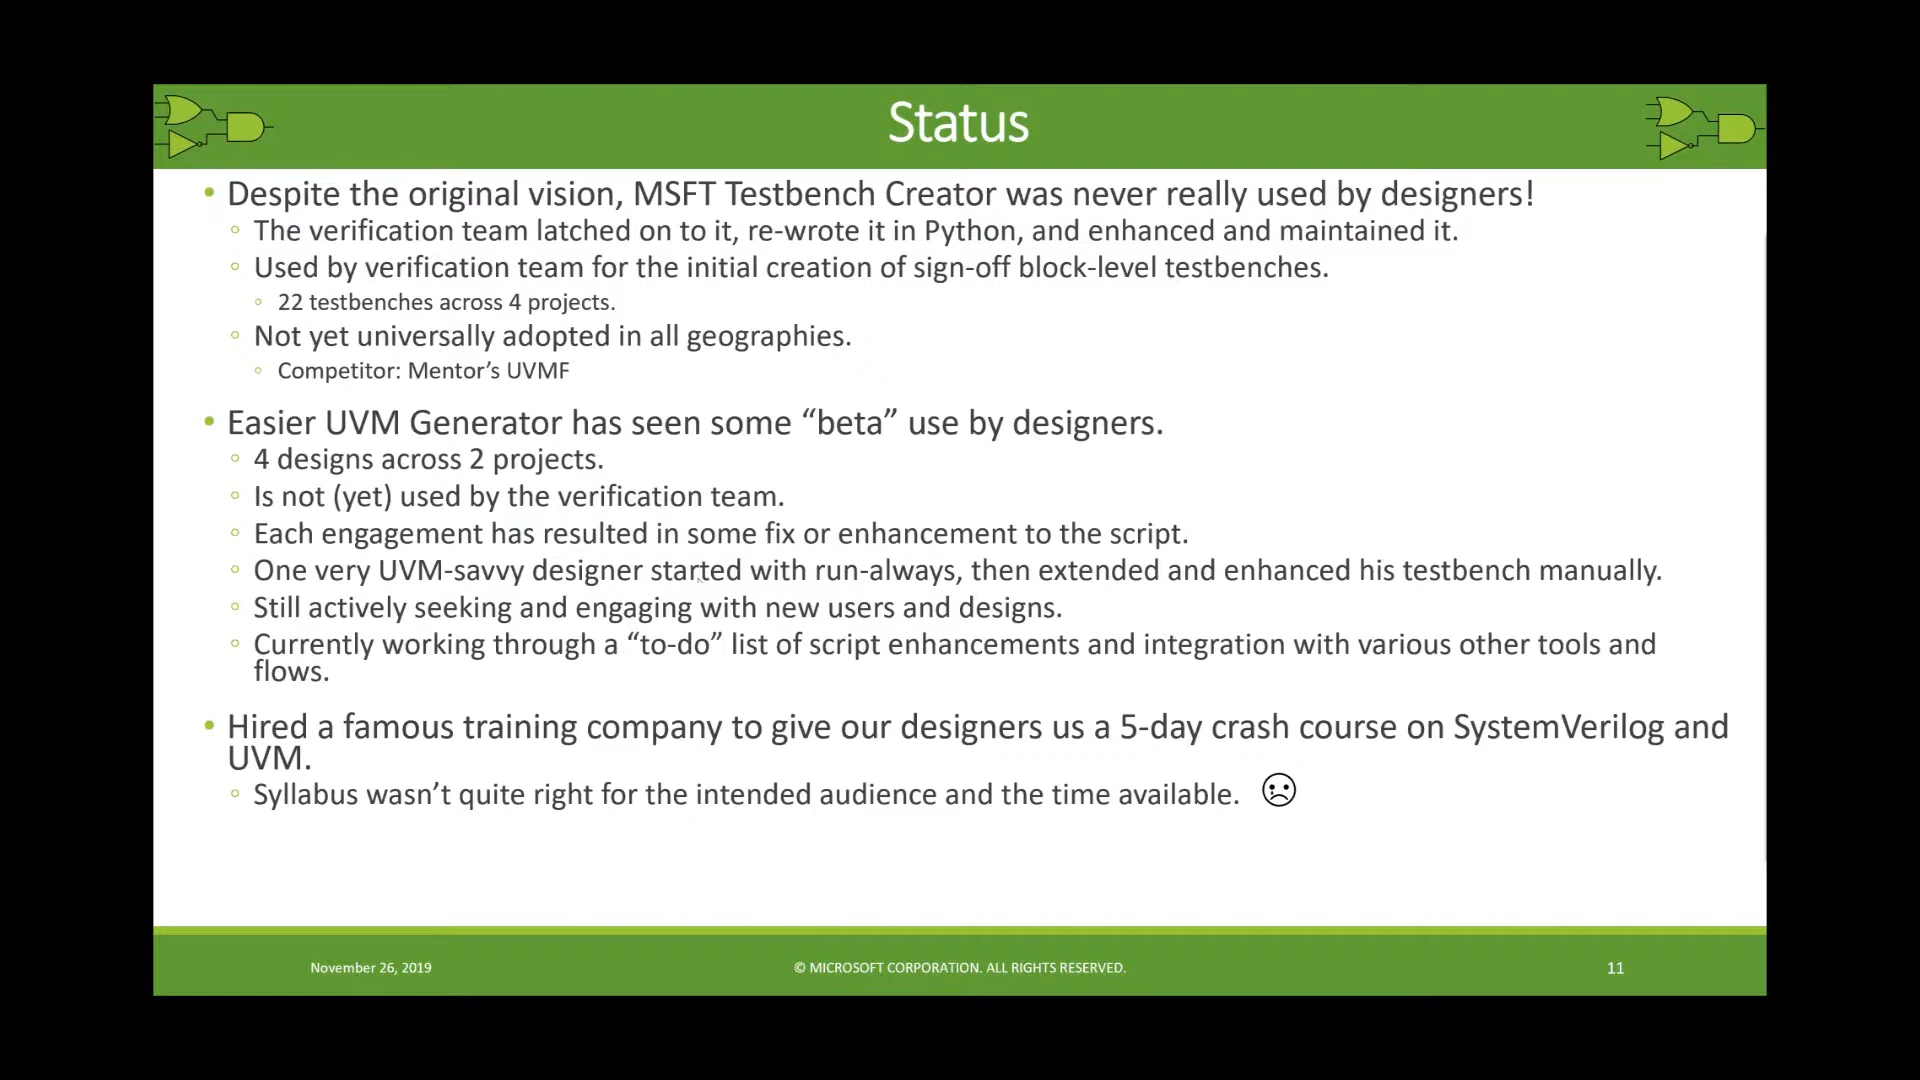 Status
• Despite the original vision, MSFT Testbench Creator was never really used by designers!
◦ The verification team latched on to it, re-wrote it in Python, and enhanced and maintained it.
◦ Used by verification team for the initial creation of sign-off block-level testbenches.
◦ 22 testbenches across 4 projects.
◦ Not yet universally adopted in all geographies.
◦ Competitor: Mentor’s UVMF
• Easier UVM Generator has seen some “beta” use by designers.
◦ 4 designs across 2 projects.
◦ Is not (yet) used by the verification team.
◦ Each engagement has resulted in some fix or enhancement to the script.
◦ One very UVM-savvy designer started with run-always, then extended and enhanced his testbench manually.
◦ Still actively seeking and engaging with new users and designs.
◦ Currently working through a “to-do” list of script enhancements and integration with various other tools and
flows.
• Hired a famous training company to give our designers us a 5-day crash course on SystemVerilog and
UVM.
◦ Syllabus wasn’t quite right for the intended audience and the time available.
November 26, 2019
© MICROSOFT CORPORATION. ALL RIGHTS RESERVED.
11